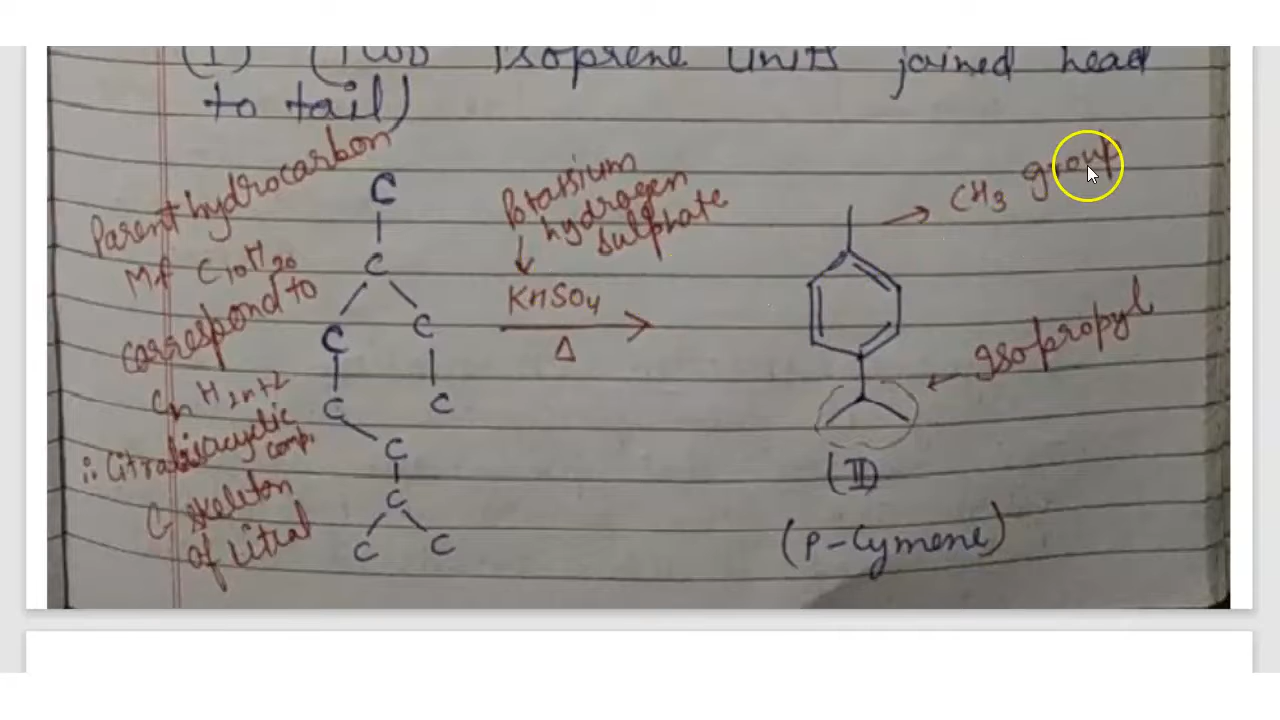 (I) (Two Isoprene units joined head
to tail)
Parent hydrocarbon
Mf C10H20
correspond to
CnH2n+2
∴ Citral is acyclic
comp.
C-skeleton
of citral
C
C
C C
C C
C
C
C C
Potassium
hydrogen
sulphate
↓
KHSO4
Δ
→ CH3 group
← Isopropyl
(II)
(P-Cymene)